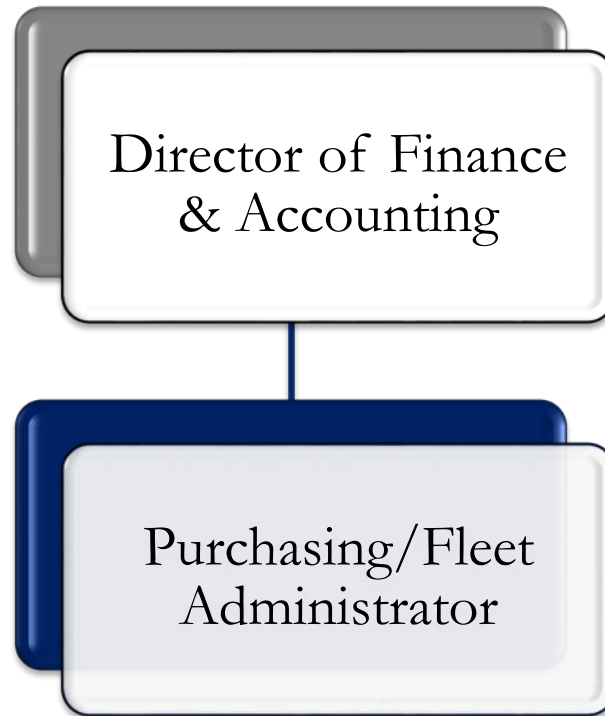 Director of Finance
& Accounting
Purchasing/Fleet
Administrator